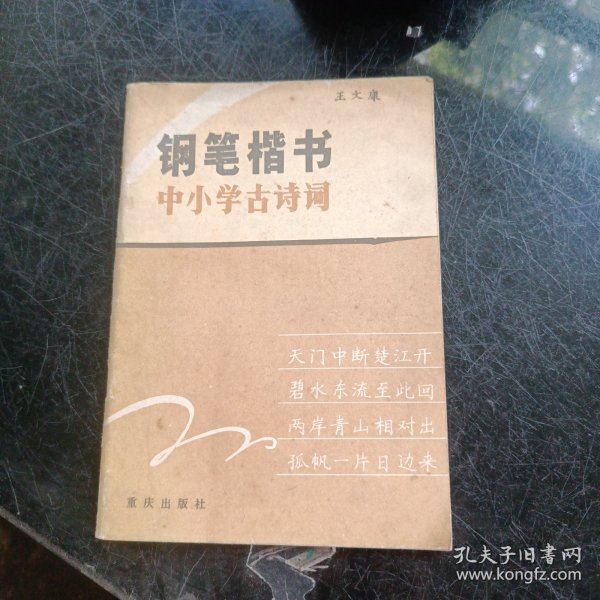 王文康
钢笔楷书
中小学古诗词
天门中断楚江开
碧水东流至此回
两岸青山相对出
孤帆一片日边来
重庆出版社
孔夫子旧書网
www.kongfz.com